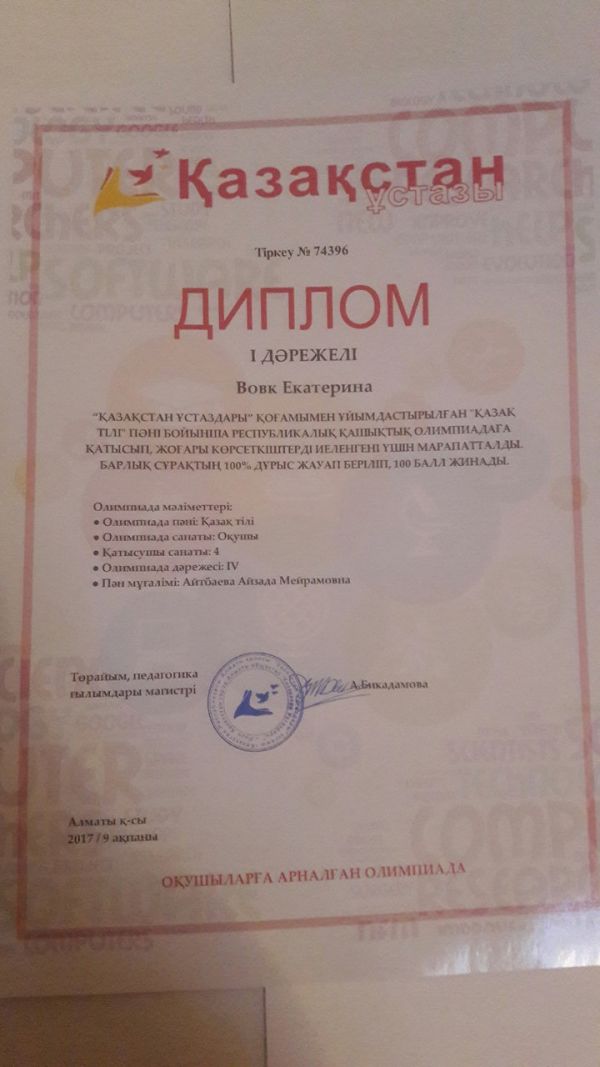 Қазақстан
ұстазы
Тіркеу № 74396
ДИПЛОМ
І ДӘРЕЖЕЛІ
Вовк Екатерина
"ҚАЗАҚСТАН ҰСТАЗДАРЫ" ҚОҒАМЫМЕН ҰЙЫМДАСТЫРЫЛҒАН "ҚАЗАҚ
ТІЛІ" ПӘНІ БОЙЫНША РЕСПУБЛИКАЛЫҚ ҚАШЫҚТЫҚ ОЛИМПИАДАҒА
ҚАТЫСЫП, ЖОҒАРЫ КӨРСЕТКІШТЕРДІ ИЕЛЕНГЕНІ ҮШІН МАРАПАТТАЛДЫ.
БАРЛЫҚ СҰРАҚТЫҢ 100% ДҰРЫС ЖАУАП БЕРІЛІП, 100 БАЛЛ ЖИНАДЫ.
Олимпиада мәліметтері:
● Олимпиада пәні: Қазақ тілі
● Олимпиада санаты: Оқушы
● Қатысушы санаты: 4
● Олимпиада дәрежесі: IV
● Пән мұғалімі: Айтбаева Айзада Мейрамовна
Төрайым, педагогика
ғылымдары магистрі
А.Бикадамова
Алматы қ-сы
2017 / 9 ақпаны
ОҚУШЫЛАРҒА АРНАЛҒАН ОЛИМПИАДА